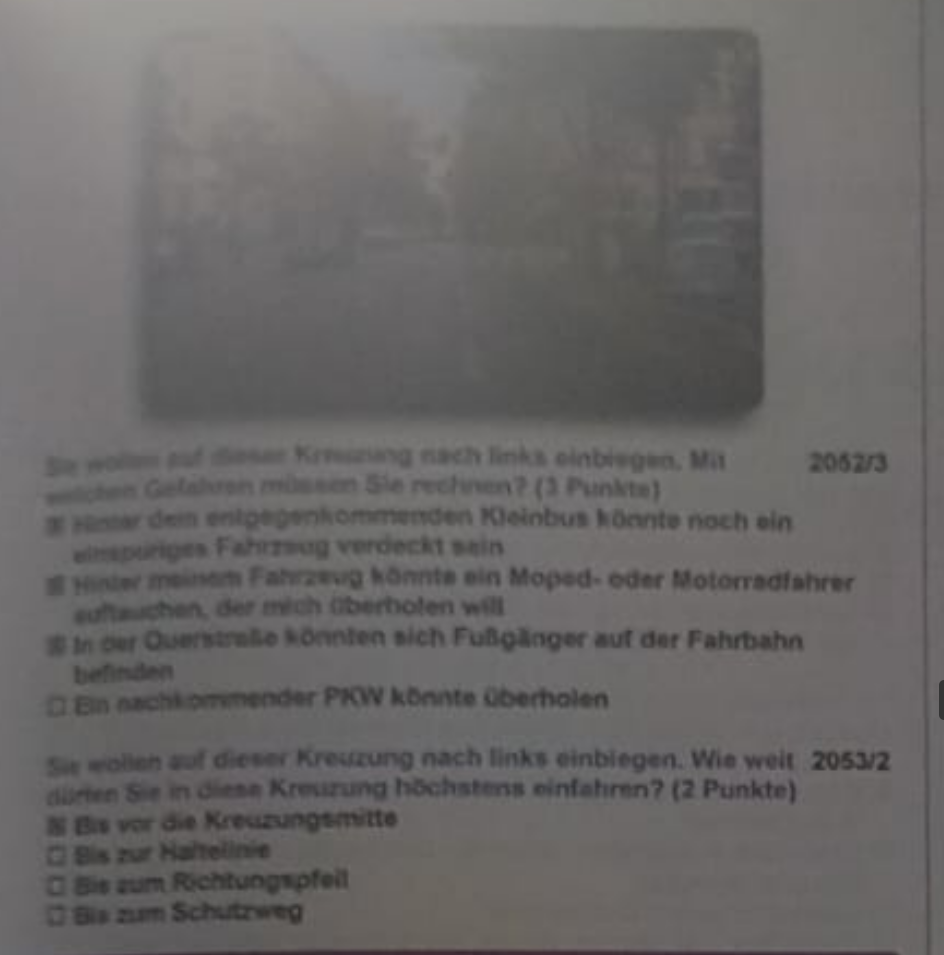 Sie wollen auf dieser Kreuzung nach links einbiegen. Mit 2052/3
welchen Gefahren müssen Sie rechnen? (3 Punkte)
☒ Hinter dem entgegenkommenden Kleinbus könnte noch ein
einspuriges Fahrzeug verdeckt sein
☒ Hinter meinem Fahrzeug könnte ein Moped- oder Motorradfahrer
auftauchen, der mich überholen will
☒ In der Querstraße könnten sich Fußgänger auf der Fahrbahn
befinden
☐ Ein nachkommender PKW könnte überholen
Sie wollen auf dieser Kreuzung nach links einbiegen. Wie weit 2053/2
dürfen Sie in diese Kreuzung höchstens einfahren? (2 Punkte)
☒ Bis vor die Kreuzungsmitte
☐ Bis zur Haltelinie
☐ Bis zum Richtungspfeil
☐ Bis zum Schutzweg